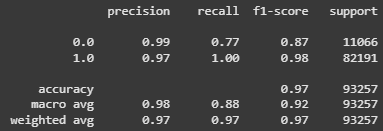 precision recall f1-score support
0.0 0.99 0.77 0.87 11066
1.0 0.97 1.00 0.98 82191
accuracy 0.97 93257
macro avg 0.98 0.88 0.92 93257
weighted avg 0.97 0.97 0.97 93257